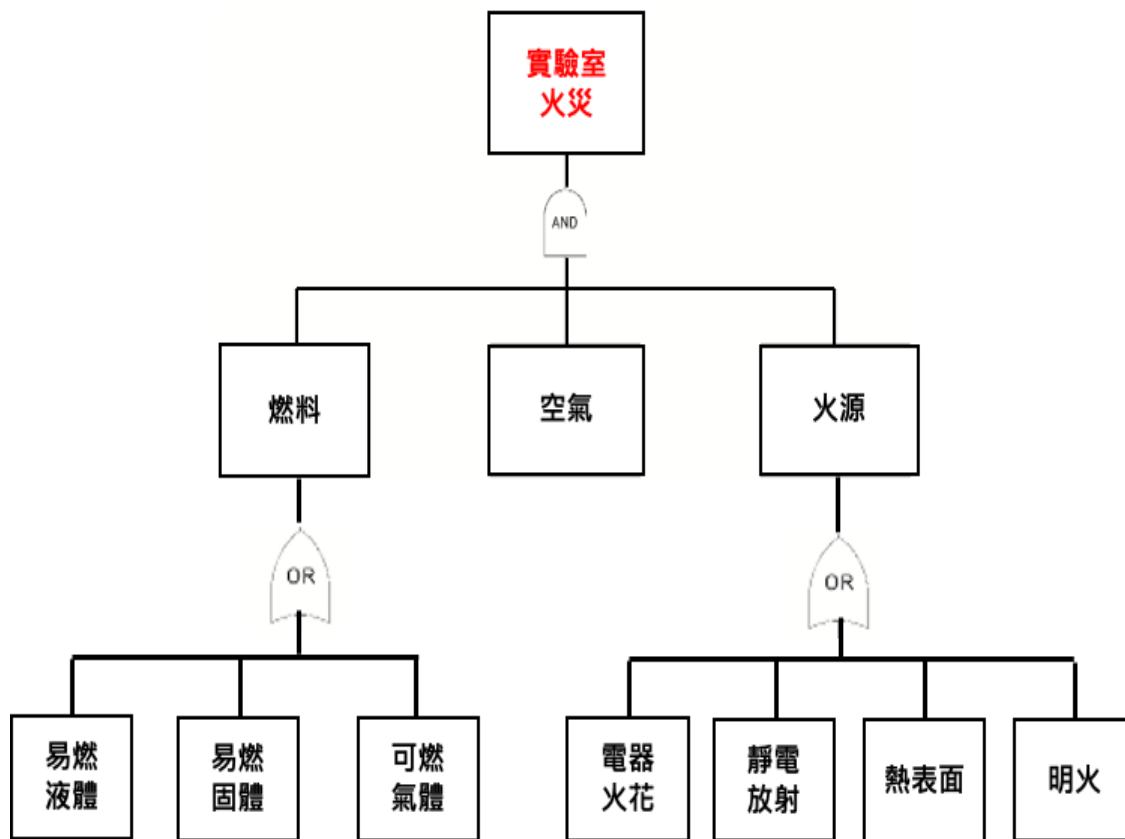 實驗室
火災
AND
燃料
空氣
火源
OR
OR
易燃
液體
易燃
固體
可燃
氣體
電器
火花
靜電
放射
熱表面
明火